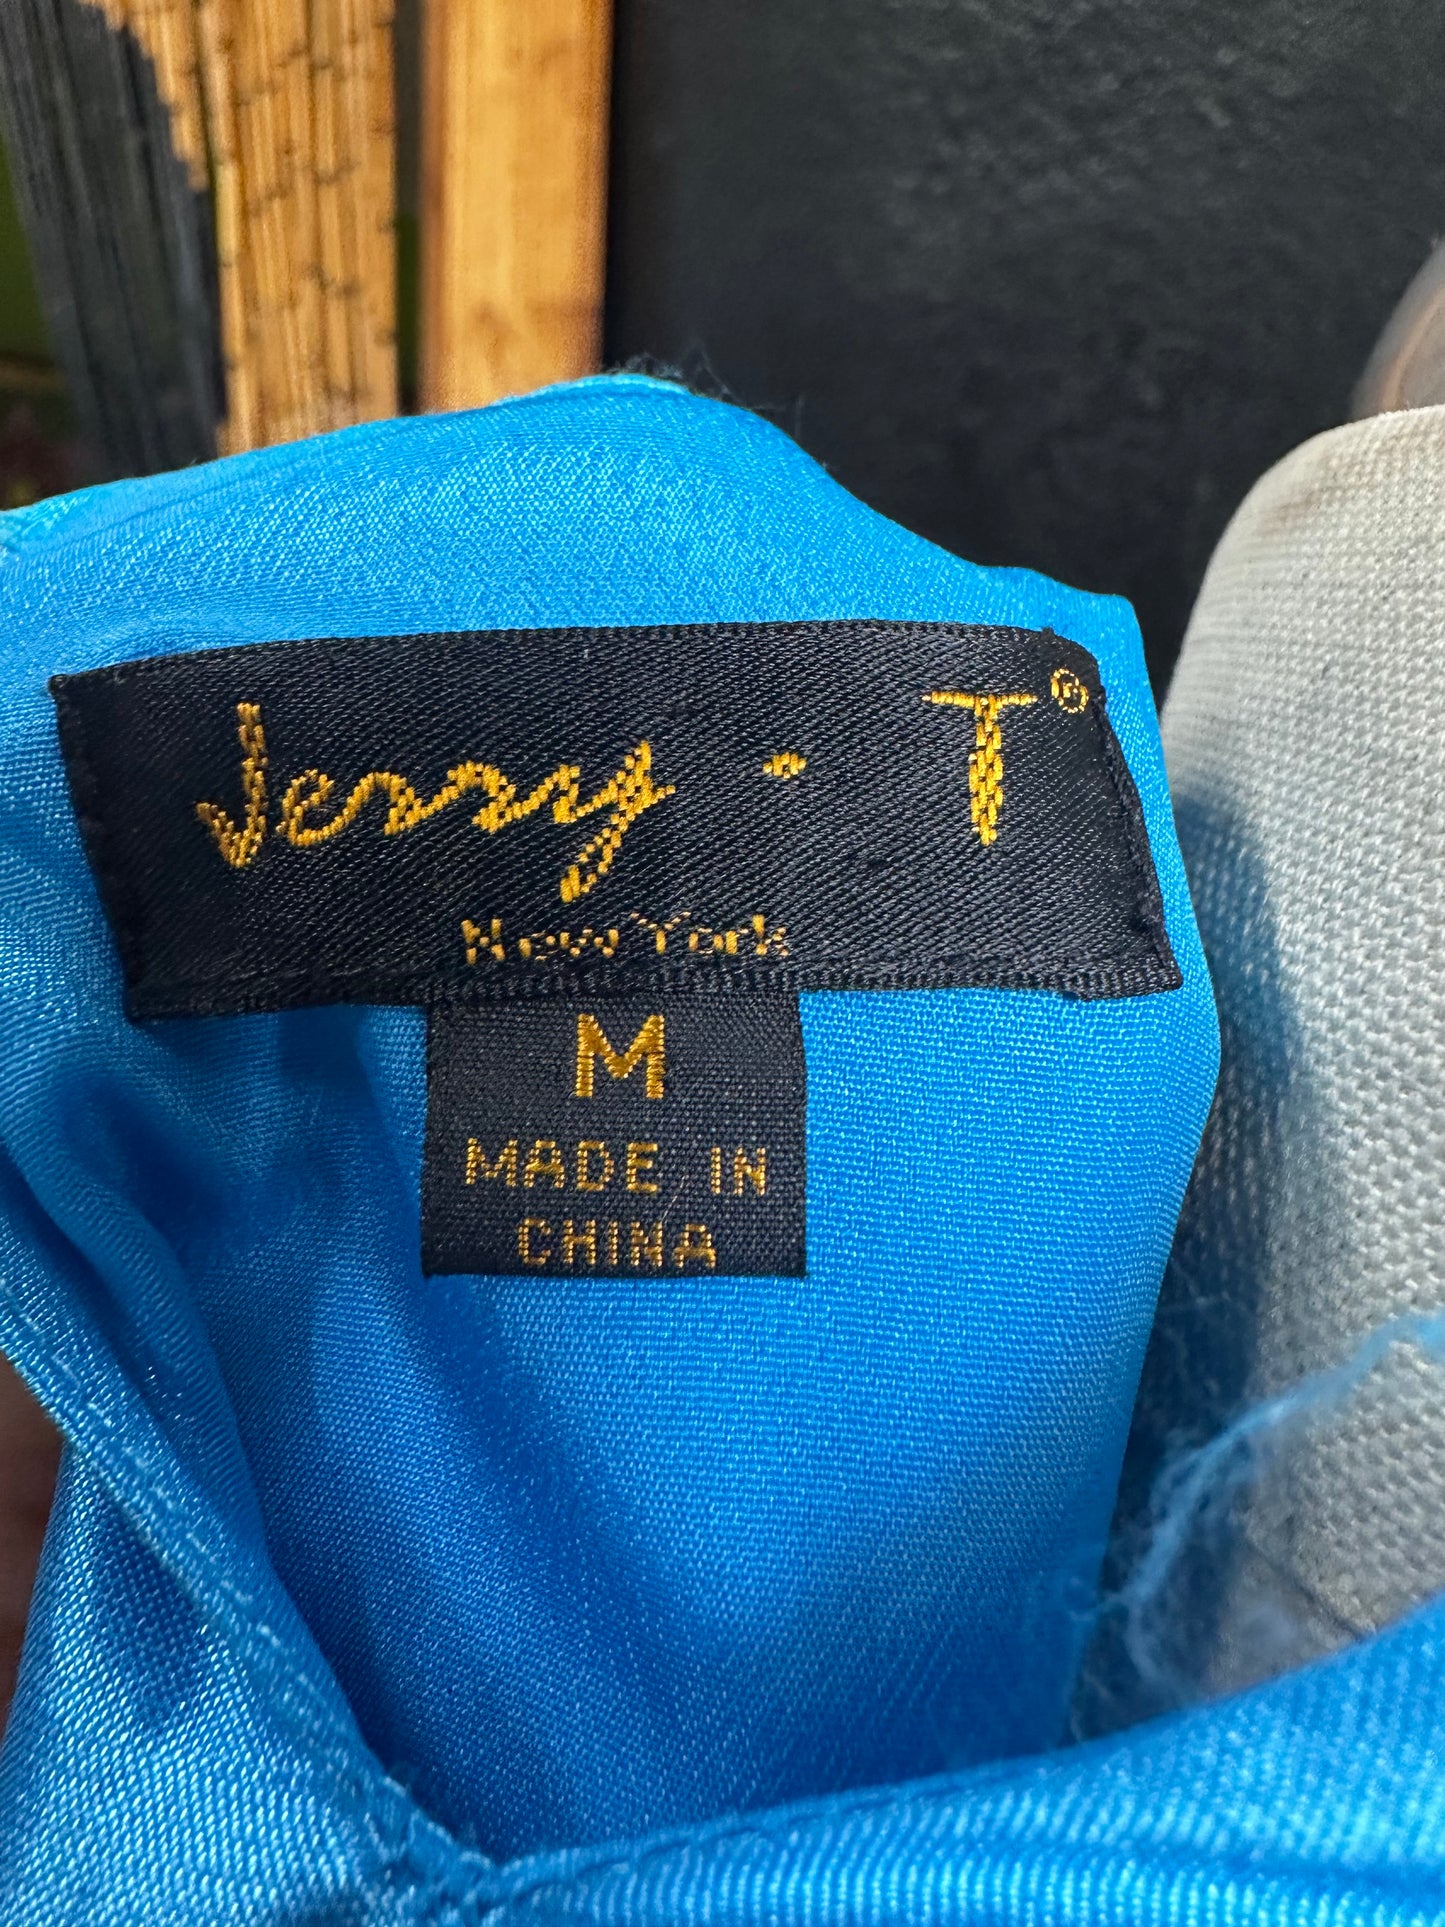 Jerry · T®
New York
M
MADE IN
CHINA